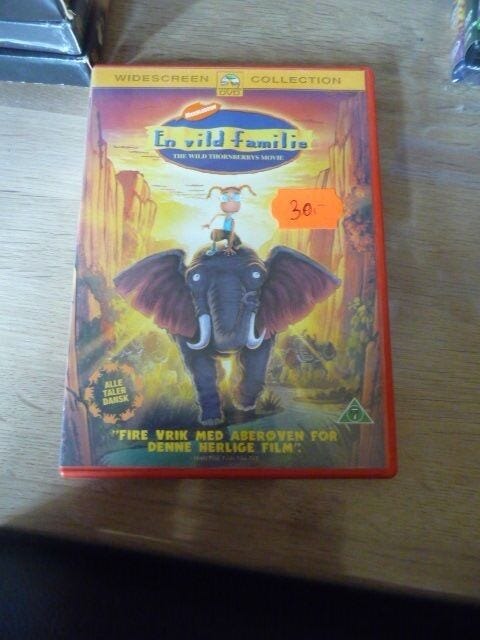 WIDESCREEN COLLECTION
DVD
NICKELODEON
En vild familie
THE WILD THORNBERRYS MOVIE
30.-
ALLE
TALER
DANSK
7
"FIRE VRIK MED ABERØVEN FOR
DENNE HERLIGE FILM".